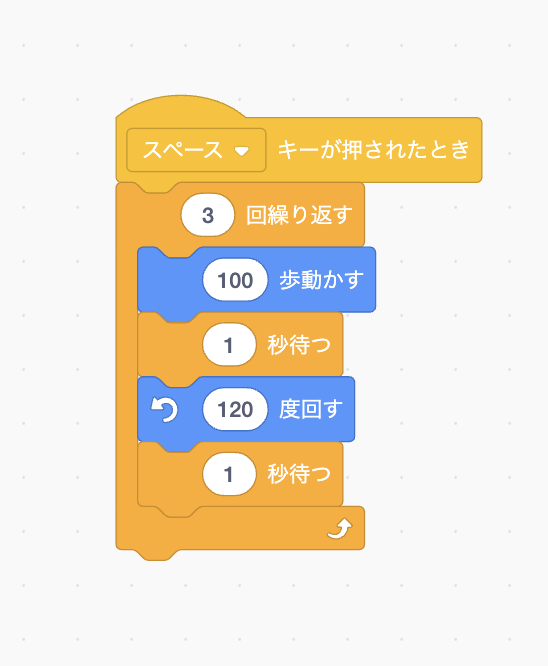 スペース キーが押されたとき
3 回繰り返す
100 歩動かす
1 秒待つ
120 度回す
1 秒待つ